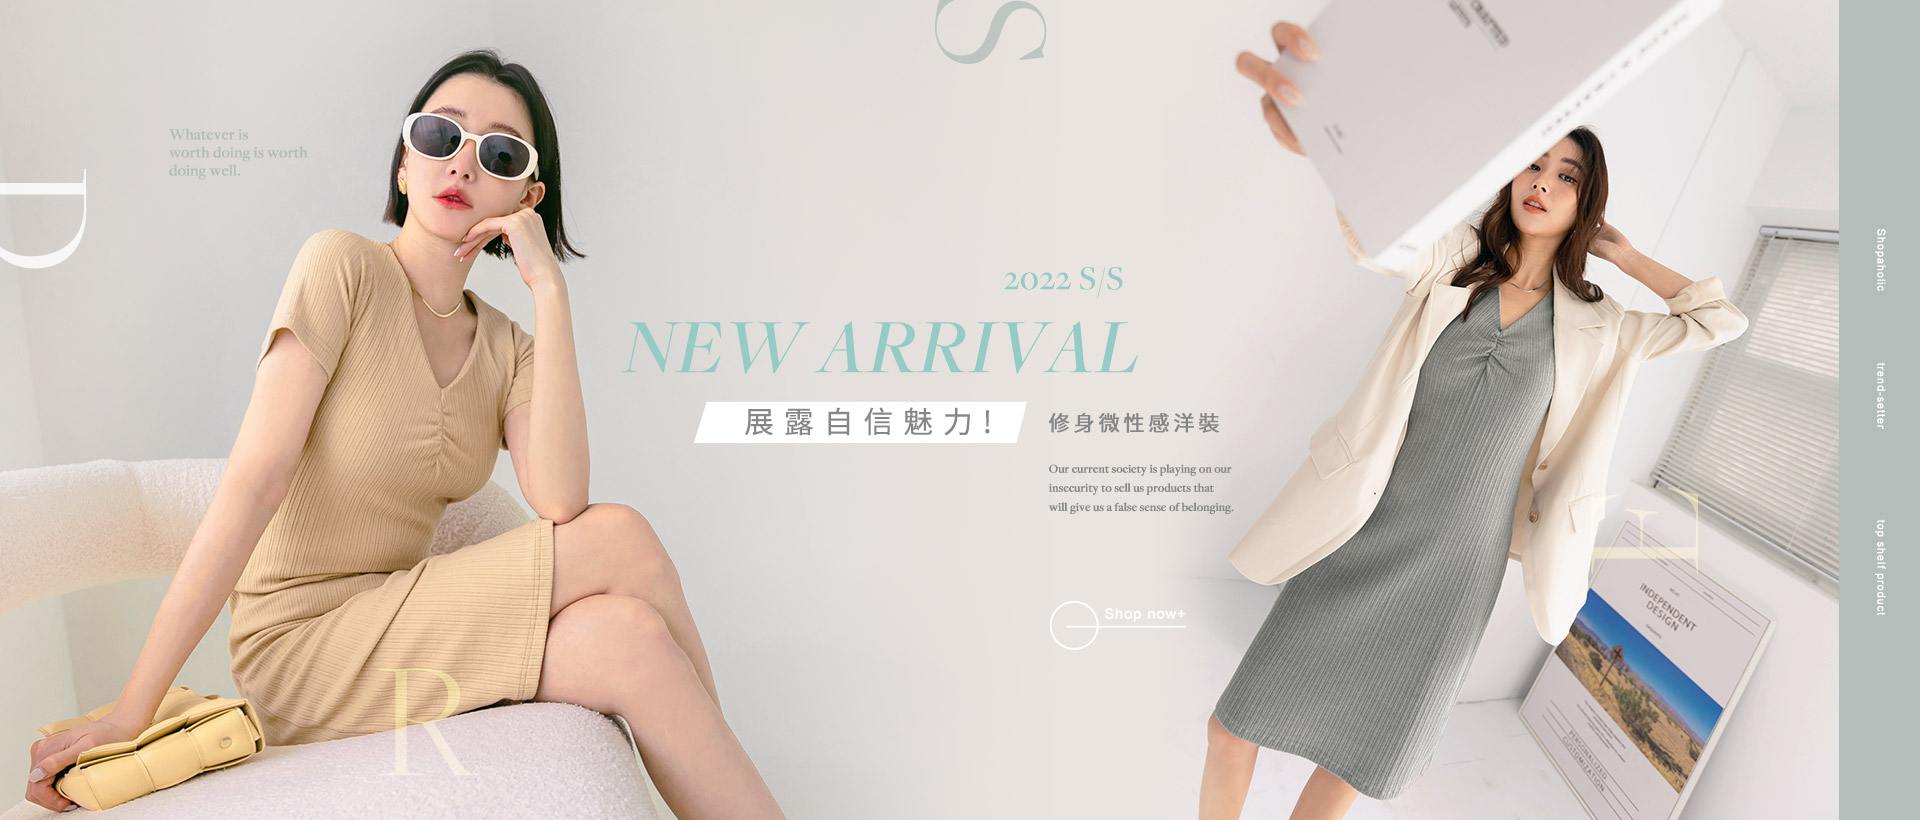 S
D
Whatever is
worth doing is worth
doing well.
2022 S/S
NEW ARRIVAL
展露自信魅力!
修身微性感洋裝
Our current society is playing on our
insecurity to sell us products that
will give us a false sense of belonging.
Shop now+
R
E
INDEPENDENT
DESIGN
PERSONALIZED
CUSTOMIZATION
Shopaholic
trend-setter
top shelf product